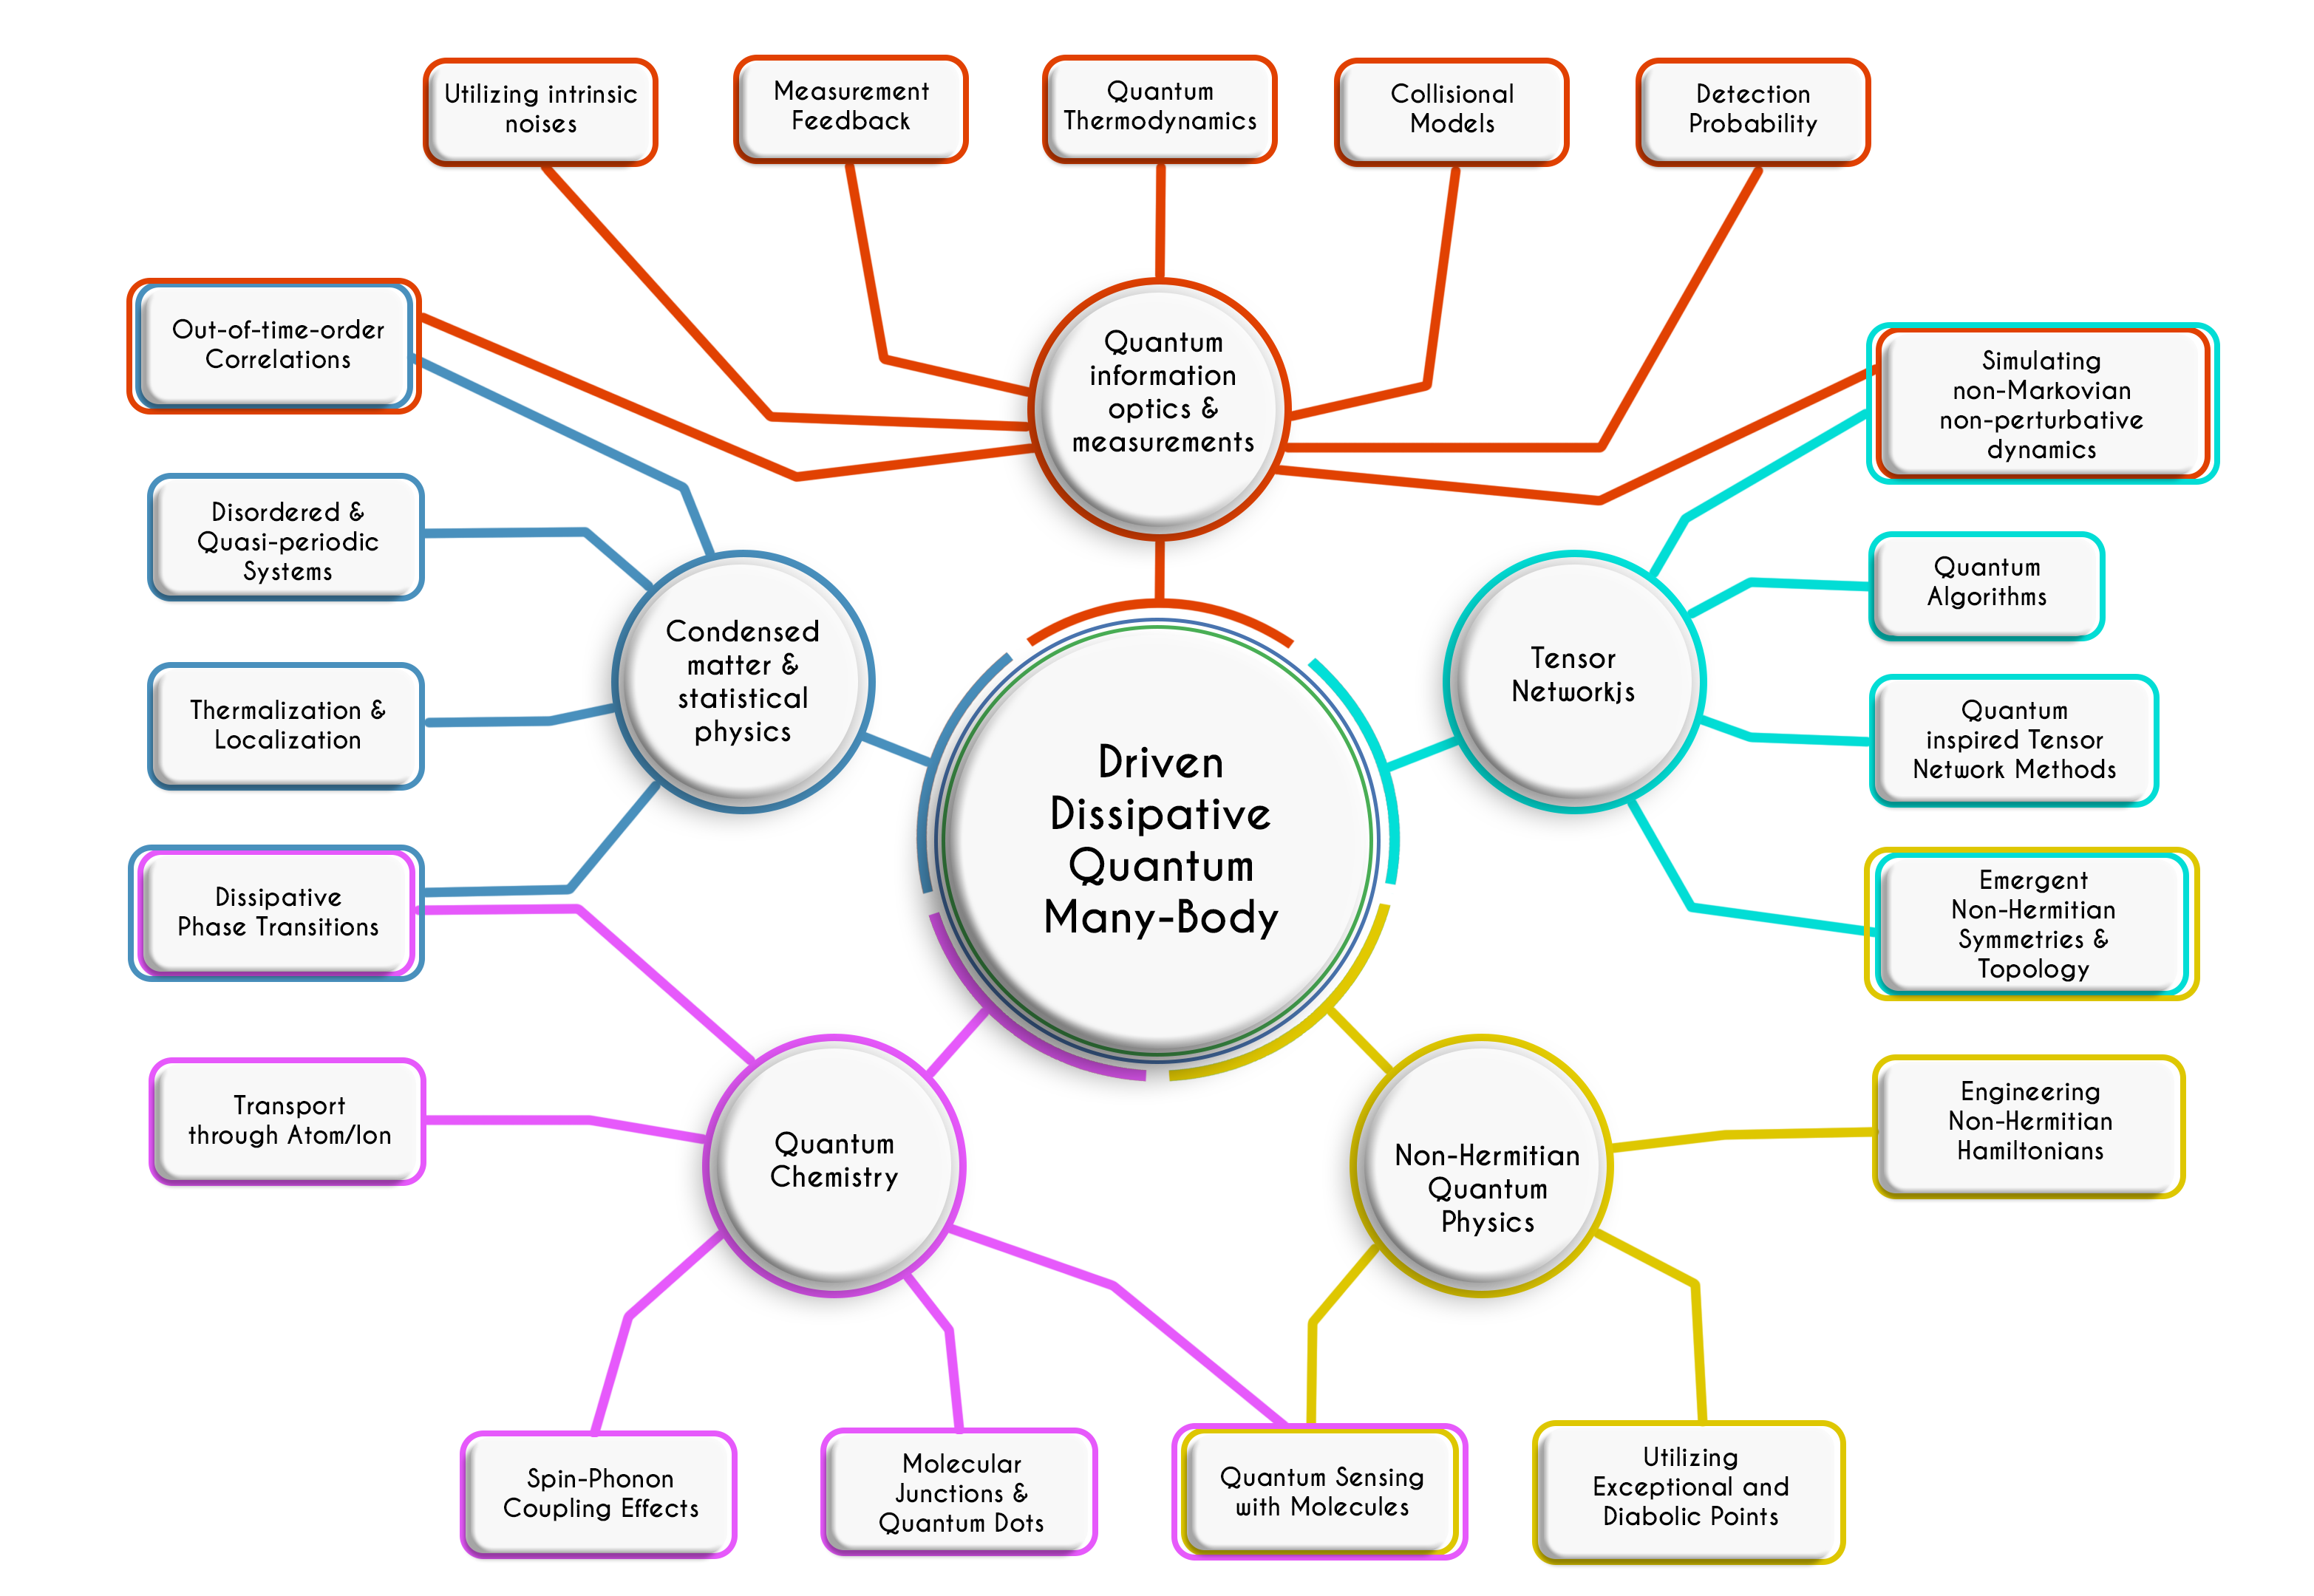 Utilizing intrinsic
noises
Measurement
Feedback
Quantum
Thermodynamics
Collisional
Models
Detection
Probability
Out-of-time-order
Correlations
Quantum
information
optics &
measurements
Simulating
non-Markovian
non-perturbative
dynamics
Disordered &
Quasi-periodic
Systems
Quantum
Algorithms
Condensed
matter &
statistical
physics
Tensor
Networkjs
Thermalization &
Localization
Quantum
inspired Tensor
Network Methods
Driven
Dissipative
Quantum
Many-Body
Dissipative
Phase Transitions
Emergent
Non-Hermitian
Symmetries &
Topology
Transport
through Atom/Ion
Quantum
Chemistry
Non-Hermitian
Quantum
Physics
Engineering
Non-Hermitian
Hamiltonians
Spin-Phonon
Coupling Effects
Molecular
Junctions &
Quantum Dots
Quantum Sensing
with Molecules
Utilizing
Exceptional and
Diabolic Points